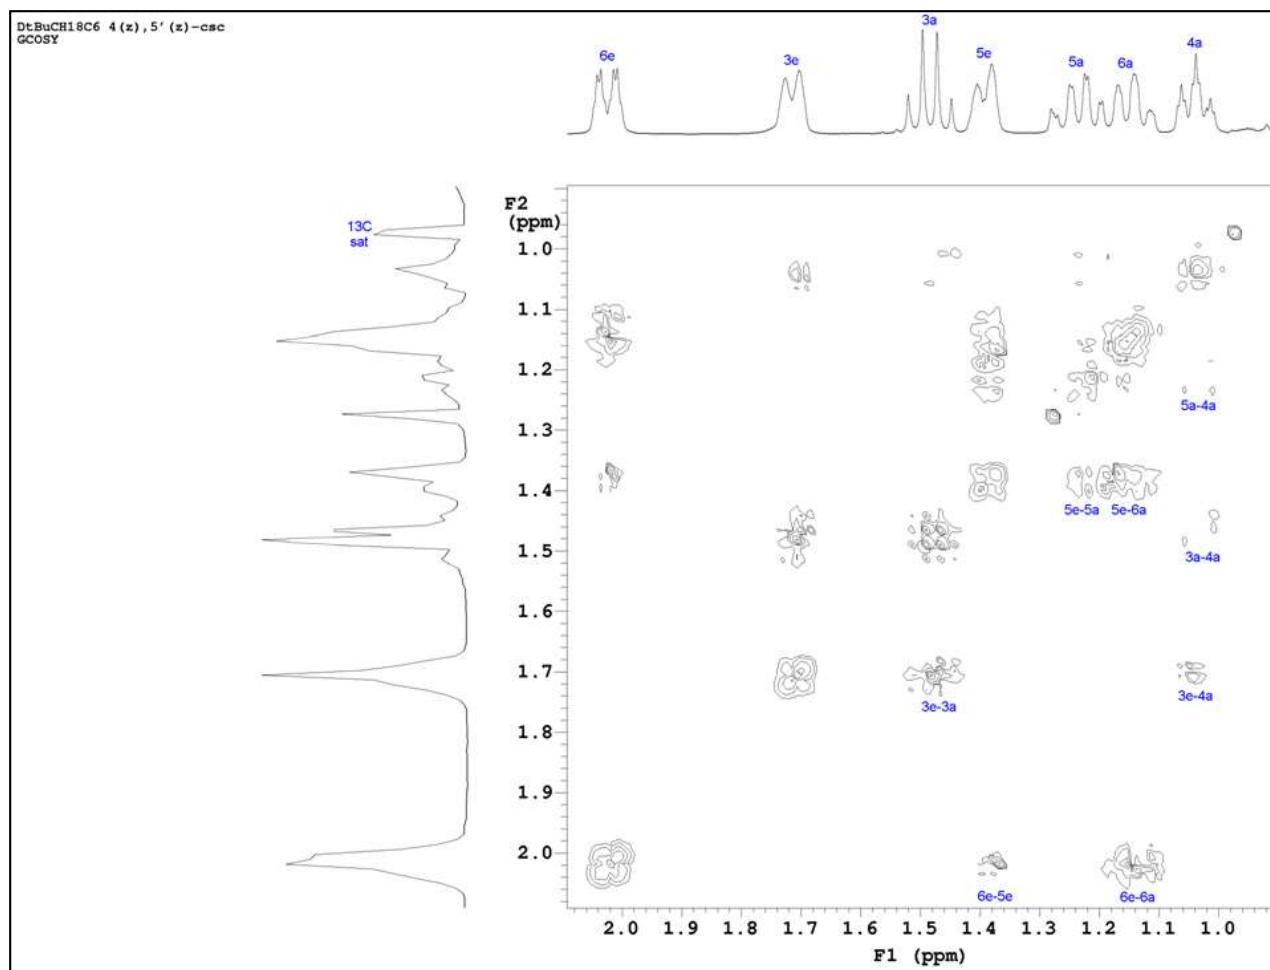 DtBuCH18C6 4(z),5'(z)-csc
GCOSY
6e
3e
3a
5e
5a
6a
4a
13C
sat
F2
(ppm)
1.0
1.1
1.2
1.3
1.4
1.5
1.6
1.7
1.8
1.9
2.0
5a-4a
5e-5a
5e-6a
3a-4a
3e-3a
3e-4a
6e-5e
6e-6a
2.0 1.9 1.8 1.7 1.6 1.5 1.4 1.3 1.2 1.1 1.0
F1 (ppm)